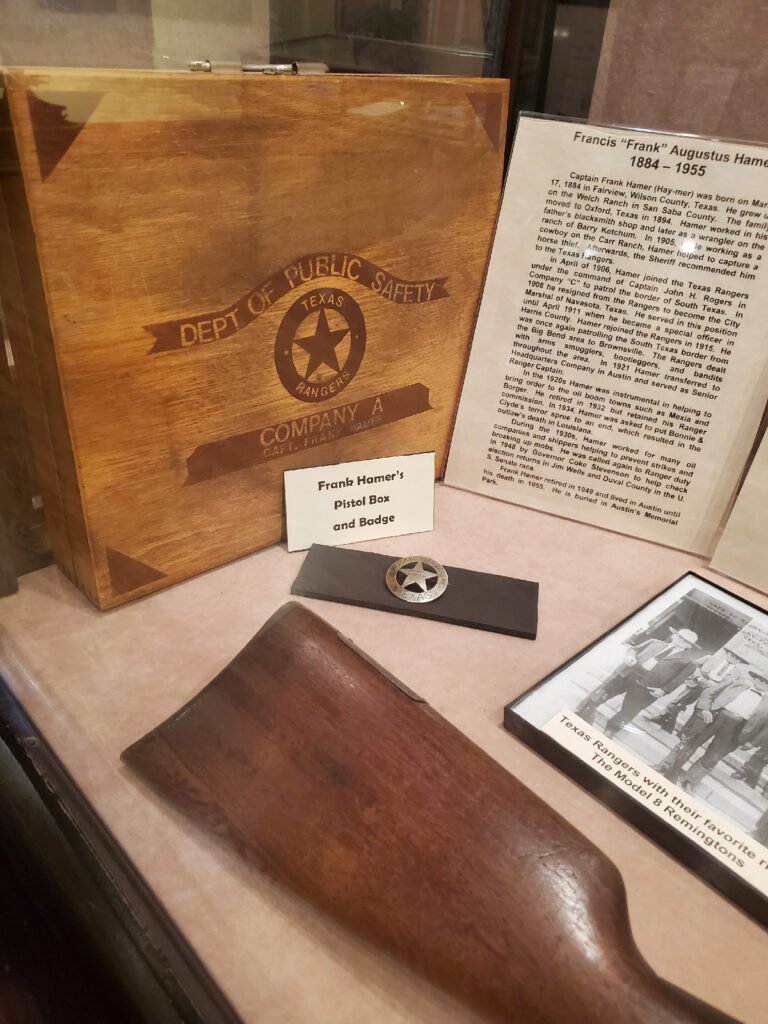 DEPT OF PUBLIC SAFETY
TEXAS
RANGERS
COMPANY A
CAPT. FRANK HAMER
Frank Hamer's
Pistol Box
and Badge
TEXAS
Francis "Frank" Augustus Hame
1884 – 1955
Captain Frank Hamer (Hay-mer) was born on Mar
17, 1884 in Fairview, Wilson County, Texas. He grew u
on the Welch Ranch in San Saba County. The family
moved to Oxford, Texas in 1894. Hamer worked in his
father's blacksmith shop and later as a wrangler on the
ranch of Barry Ketchum. In 1905, while working as a
cowboy on the Carr Ranch, Hamer helped to capture a
horse thief. Afterwards, the Sheriff recommended him
to the Texas Rangers.
In April of 1906, Hamer joined the Texas Rangers
under the command of Captain John H. Rogers in
Company "C" to patrol the border of South Texas. In
1908 he resigned from the Rangers to become the City
Marshal of Navasota, Texas. He served in this position
until April 1911 when he became a special officer in
Harris County. Hamer rejoined the Rangers in 1915. He
was once again patrolling the South Texas border from
the Big Bend area to Brownsville. The Rangers dealt
with arms smugglers, bootleggers, and bandits
throughout the area. In 1921 Hamer transferred to
Headquarters Company in Austin and served as Senior
Ranger Captain.
In the 1920s Hamer was instrumental in helping to
bring order to the oil boom towns such as Mexia and
Borger. He retired in 1932 but retained his Ranger
commission. In 1934, Hamer was asked to put Bonnie &
Clyde's terror spree to an end, which resulted in the
outlaw's death in Louisiana.
During the 1930s, Hamer worked for many oil
companies and shippers helping to prevent strikes and
breaking up mobs. He was called again to Ranger duty
in 1948 by Governor Coke Stevenson to help check
election returns in Jim Wells and Duval County in the U.
S. Senate race.
Frank Hamer retired in 1949 and lived in Austin until
his death in 1955. He is buried in Austin's Memorial
Park.
Texas Rangers with their favorite r
The Model 8 Remingtons